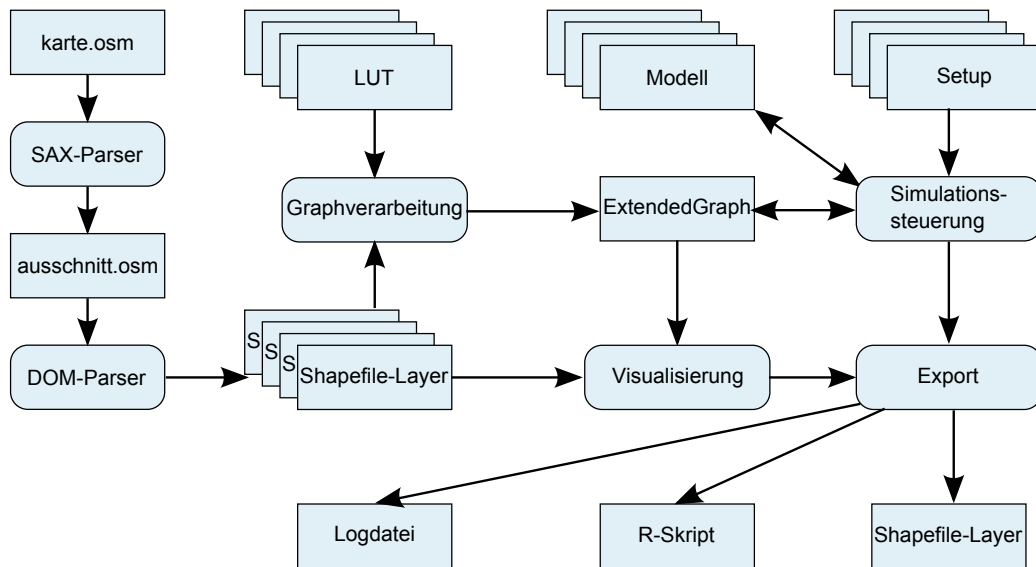 karte.osm
LUT
Modell
Setup
SAX-Parser
Graphverarbeitung
ExtendedGraph
Simulations-
steuerung
ausschnitt.osm
S
S
S
DOM-Parser
Shapefile-Layer
Visualisierung
Export
Logdatei
R-Skript
Shapefile-Layer